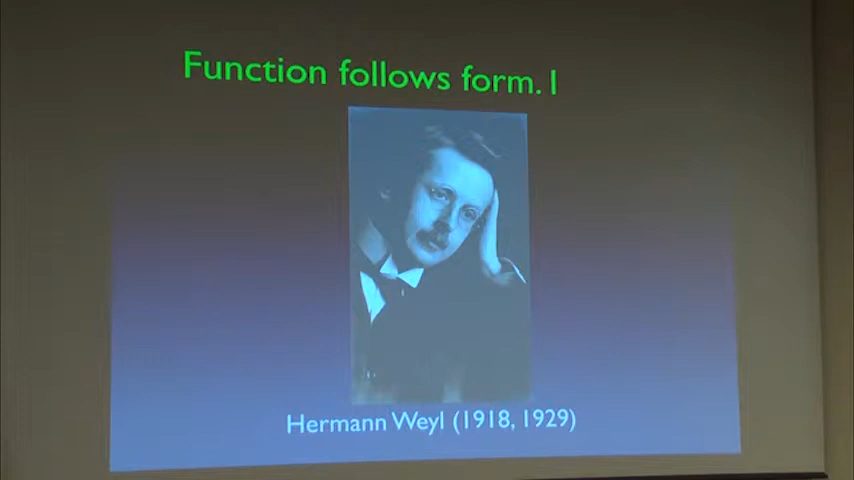 Function follows form. I
Hermann Weyl (1918, 1929)